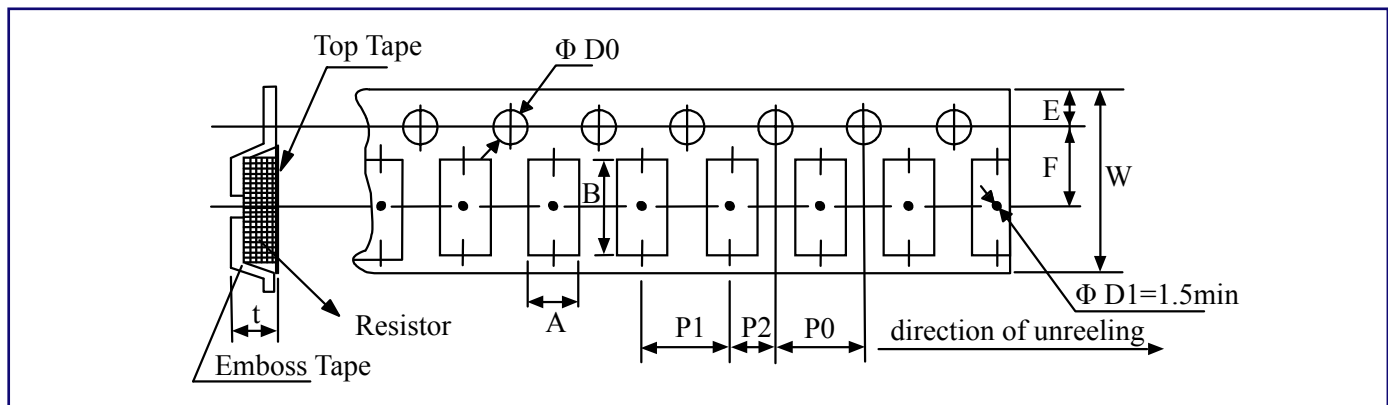 Top Tape
Φ D0
E
F
W
B
Φ D1=1.5min
t
Resistor
A
P1
P2
P0
direction of unreeling
Emboss Tape